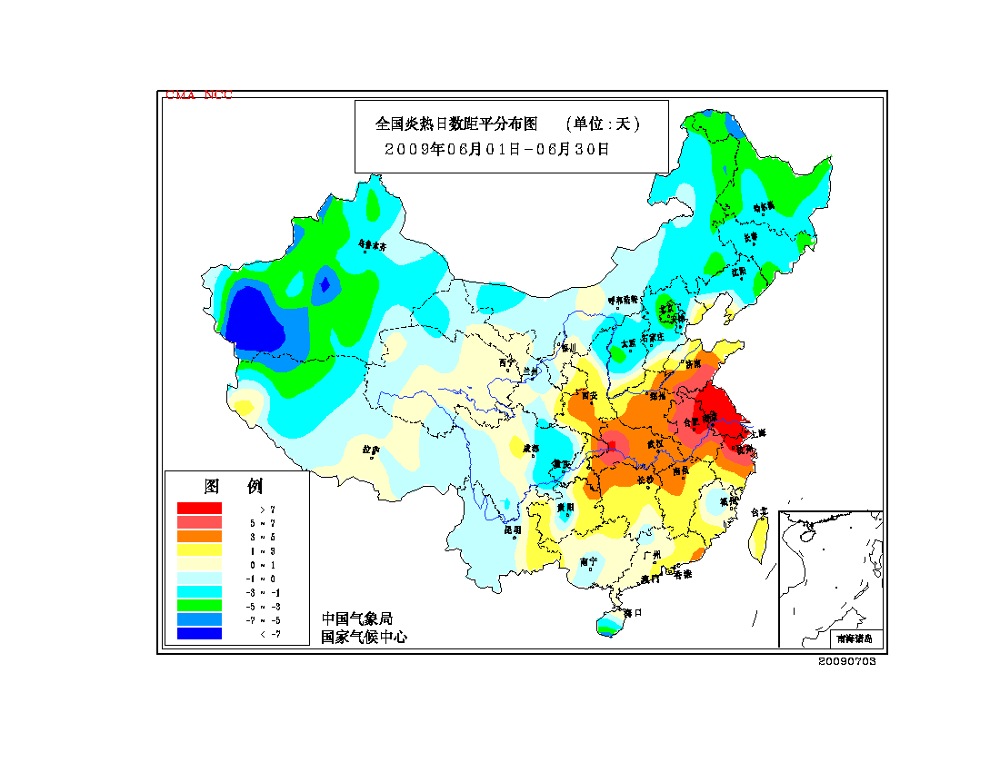 CMA NCC
全国炎热日数距平分布图 (单位:天)
2009年06月01日-06月30日
哈尔滨
长春
沈阳
乌鲁木齐
呼和浩特
北京
天津
银川
太原
石家庄
西宁
兰州
济南
西安
郑州
合肥
南京
上海
拉萨
成都
武汉
杭州
重庆
长沙
南昌
贵阳
福州
台北
昆明
南宁
广州
澳门
香港
海口
图 例
> 7
5 ~ 7
3 ~ 5
1 ~ 3
0 ~ 1
-1 ~ 0
-3 ~ -1
-5 ~ -3
-7 ~ -5
< -7
中国气象局
国家气候中心
南海诸岛
20090703